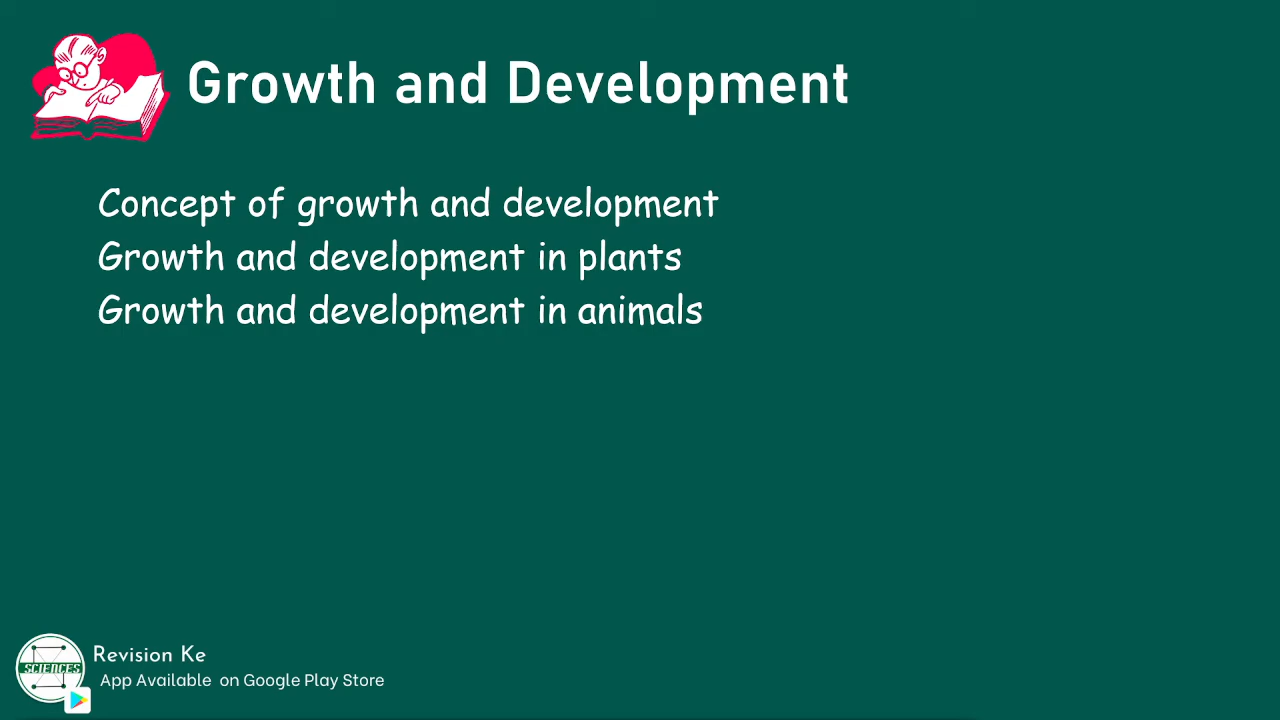 Growth and Development
Concept of growth and development
Growth and development in plants
Growth and development in animals
Revision Ke
SCIENCES
App Available on Google Play Store